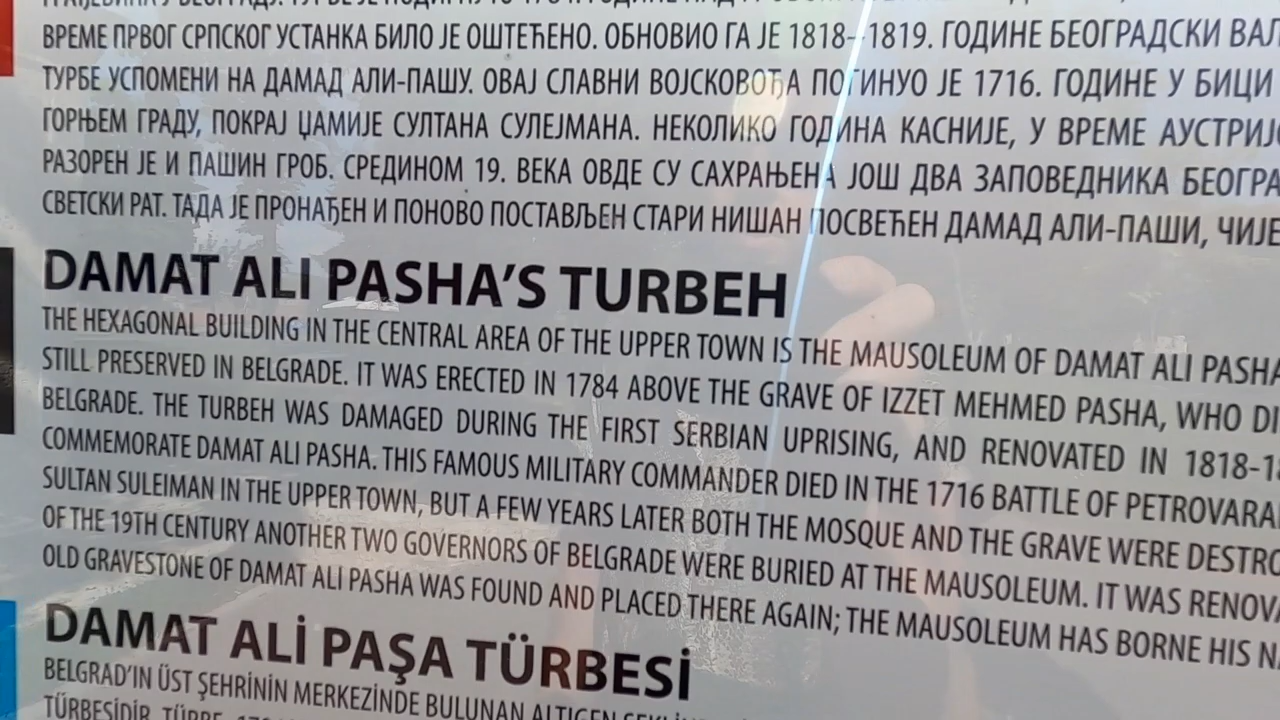 ВРЕМЕ ПРВОГ СРПСКОГ УСТАНКА БИЛО ЈЕ ОШТЕЋЕНО. ОБНОВИО ГА ЈЕ 1818–1819. ГОДИНЕ БЕОГРАДСКИ
ТУРБЕ УСПОМЕНИ НА ДАМАД АЛИ-ПАШУ. ОВАЈ СЛАВНИ ВОЈСКОВОЂА ПОГИНУО ЈЕ 1716. ГОДИНЕ У БИЦИ
ГОРЊЕМ ГРАДУ, ПОКРАЈ ЏАМИЈЕ СУЛТАНА СУЛЕЈМАНА. НЕКОЛИКО ГОДИНА КАСНИЈЕ, У ВРЕМЕ
РАЗОРЕН ЈЕ И ПАШИН ГРОБ. СРЕДИНОМ 19. ВЕКА ОВДЕ СУ САХРАЊЕНА ЈОШ ДВА ЗАПОВЕДНИКА
СВЕТСКИ РАТ. ТАДА ЈЕ ПРОНАЂЕН И ПОНОВО ПОСТАВЉЕН СТАРИ НИШАН ПОСВЕЋЕН ДАМАД АЛИ-ПАШИ, ЧИЈЕ
DAMAT ALI PASHA'S TURBEH
THE HEXAGONAL BUILDING IN THE CENTRAL AREA OF THE UPPER TOWN IS THE MAUSOLEUM OF DAMAT ALI PASHA
STILL PRESERVED IN BELGRADE. IT WAS ERECTED IN 1784 ABOVE THE GRAVE OF IZZET MEHMED PASHA, WHO
BELGRADE. THE TURBEH WAS DAMAGED DURING THE FIRST SERBIAN UPRISING, AND RENOVATED IN
COMMEMORATE DAMAT ALI PASHA. THIS FAMOUS MILITARY COMMANDER DIED IN THE 1716 BATTLE OF
SULTAN SULEIMAN IN THE UPPER TOWN, BUT A FEW YEARS LATER BOTH THE MOSQUE AND THE GRAVE WERE
OF THE 19TH CENTURY ANOTHER TWO GOVERNORS OF BELGRADE WERE BURIED AT THE MAUSOLEUM. IT WAS
OLD GRAVESTONE OF DAMAT ALI PASHA WAS FOUND AND PLACED THERE AGAIN; THE MAUSOLEUM HAS BORNE HIS
DAMAT ALİ PAŞA TÜRBESİ
BELGRAD'IN ÜST ŞEHRİNİN MERKEZİNDE BULUNAN ALTIGEN